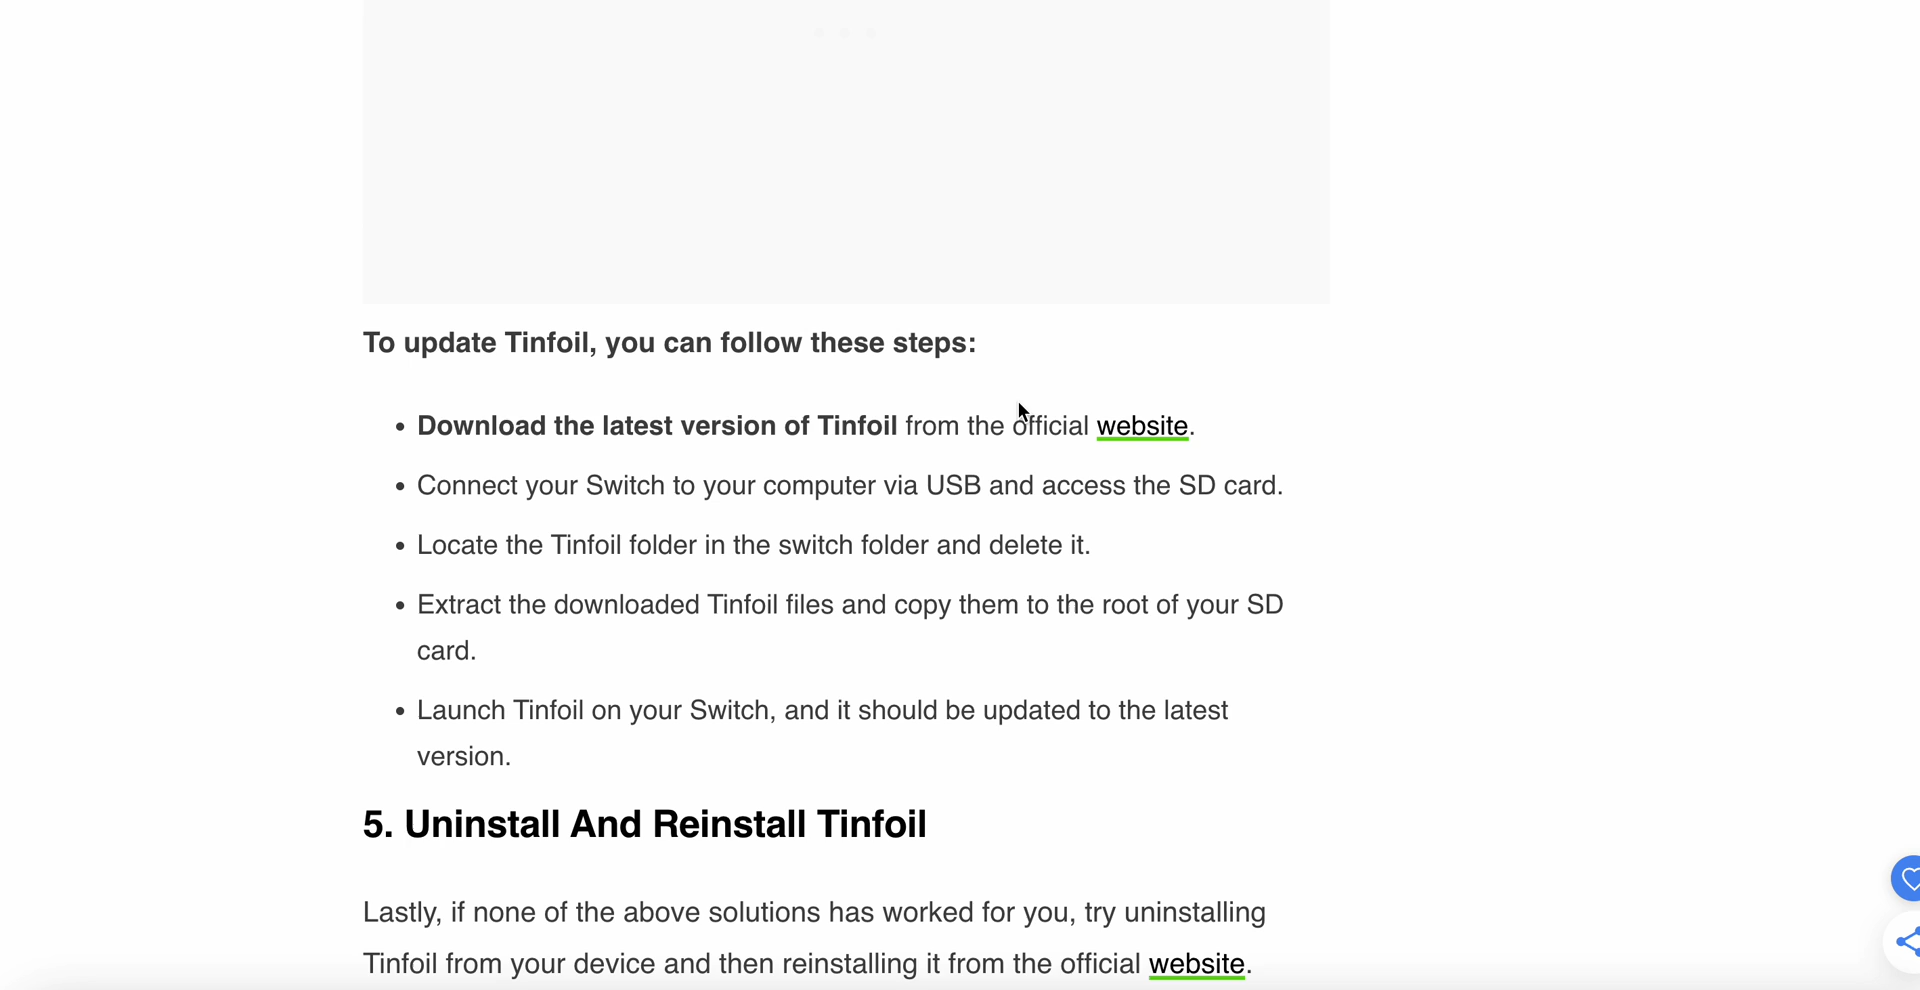 To update Tinfoil, you can follow these steps:
• Download the latest version of Tinfoil from the official website.
• Connect your Switch to your computer via USB and access the SD card.
• Locate the Tinfoil folder in the switch folder and delete it.
• Extract the downloaded Tinfoil files and copy them to the root of your SD
card.
• Launch Tinfoil on your Switch, and it should be updated to the latest
version.
5. Uninstall And Reinstall Tinfoil
Lastly, if none of the above solutions has worked for you, try uninstalling
Tinfoil from your device and then reinstalling it from the official website.